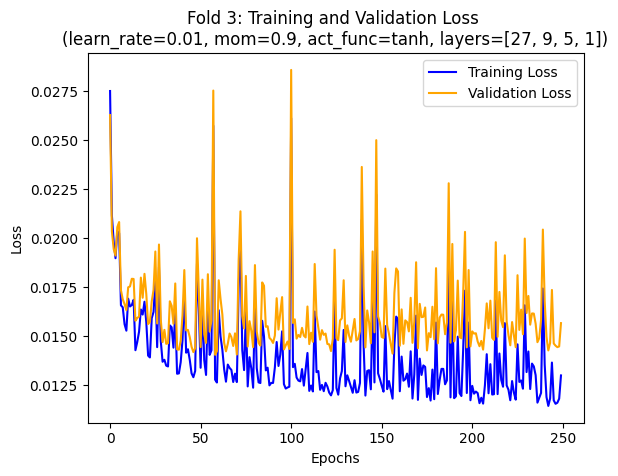 Fold 3: Training and Validation Loss
(learn_rate=0.01, mom=0.9, act_func=tanh, layers=[27, 9, 5, 1])
Training Loss
Validation Loss
Loss
0.0275
0.0250
0.0225
0.0200
0.0175
0.0150
0.0125
0
50
100
150
200
250
Epochs